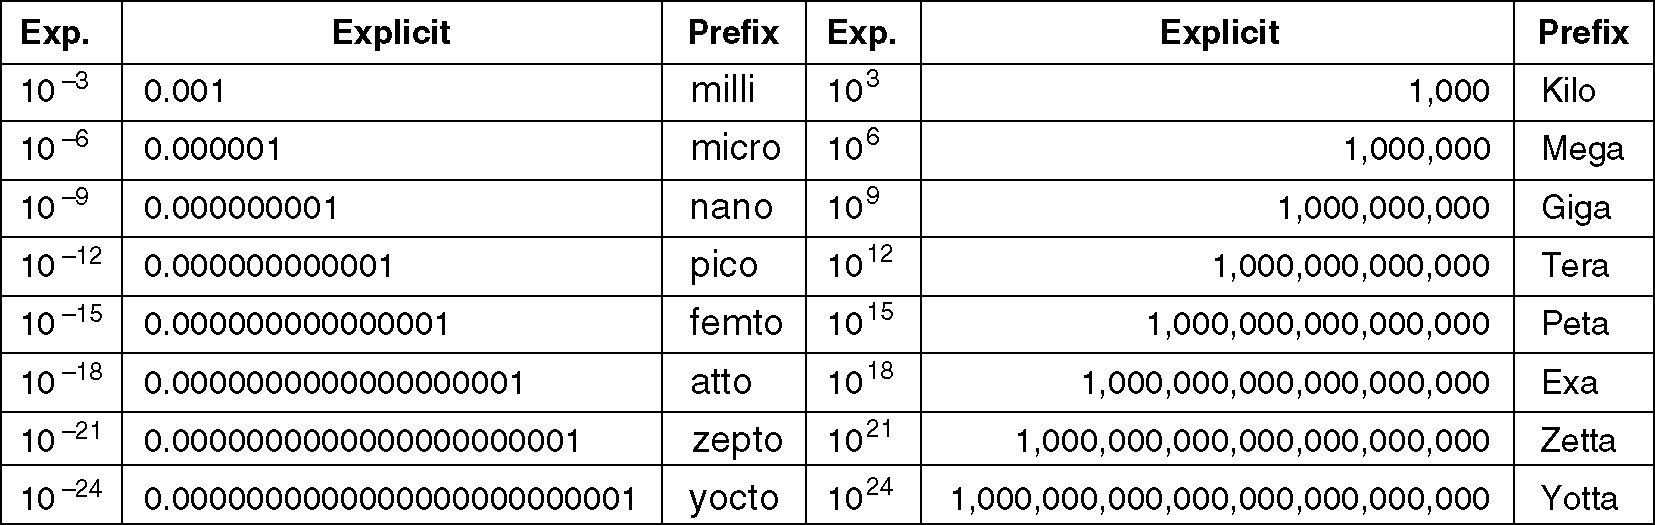 Exp. Explicit Prefix Exp. Explicit Prefix
10⁻³ 0.001 milli 10³ 1,000 Kilo
10⁻⁶ 0.000001 micro 10⁶ 1,000,000 Mega
10⁻⁹ 0.000000001 nano 10⁹ 1,000,000,000 Giga
10⁻¹² 0.000000000001 pico 10¹² 1,000,000,000,000 Tera
10⁻¹⁵ 0.000000000000001 femto 10¹⁵ 1,000,000,000,000,000 Peta
10⁻¹⁸ 0.0000000000000000001 atto 10¹⁸ 1,000,000,000,000,000,000 Exa
10⁻²¹ 0.0000000000000000000001 zepto 10²¹ 1,000,000,000,000,000,000,000 Zetta
10⁻²⁴ 0.0000000000000000000000001 yocto 10²⁴ 1,000,000,000,000,000,000,000,000 Yotta